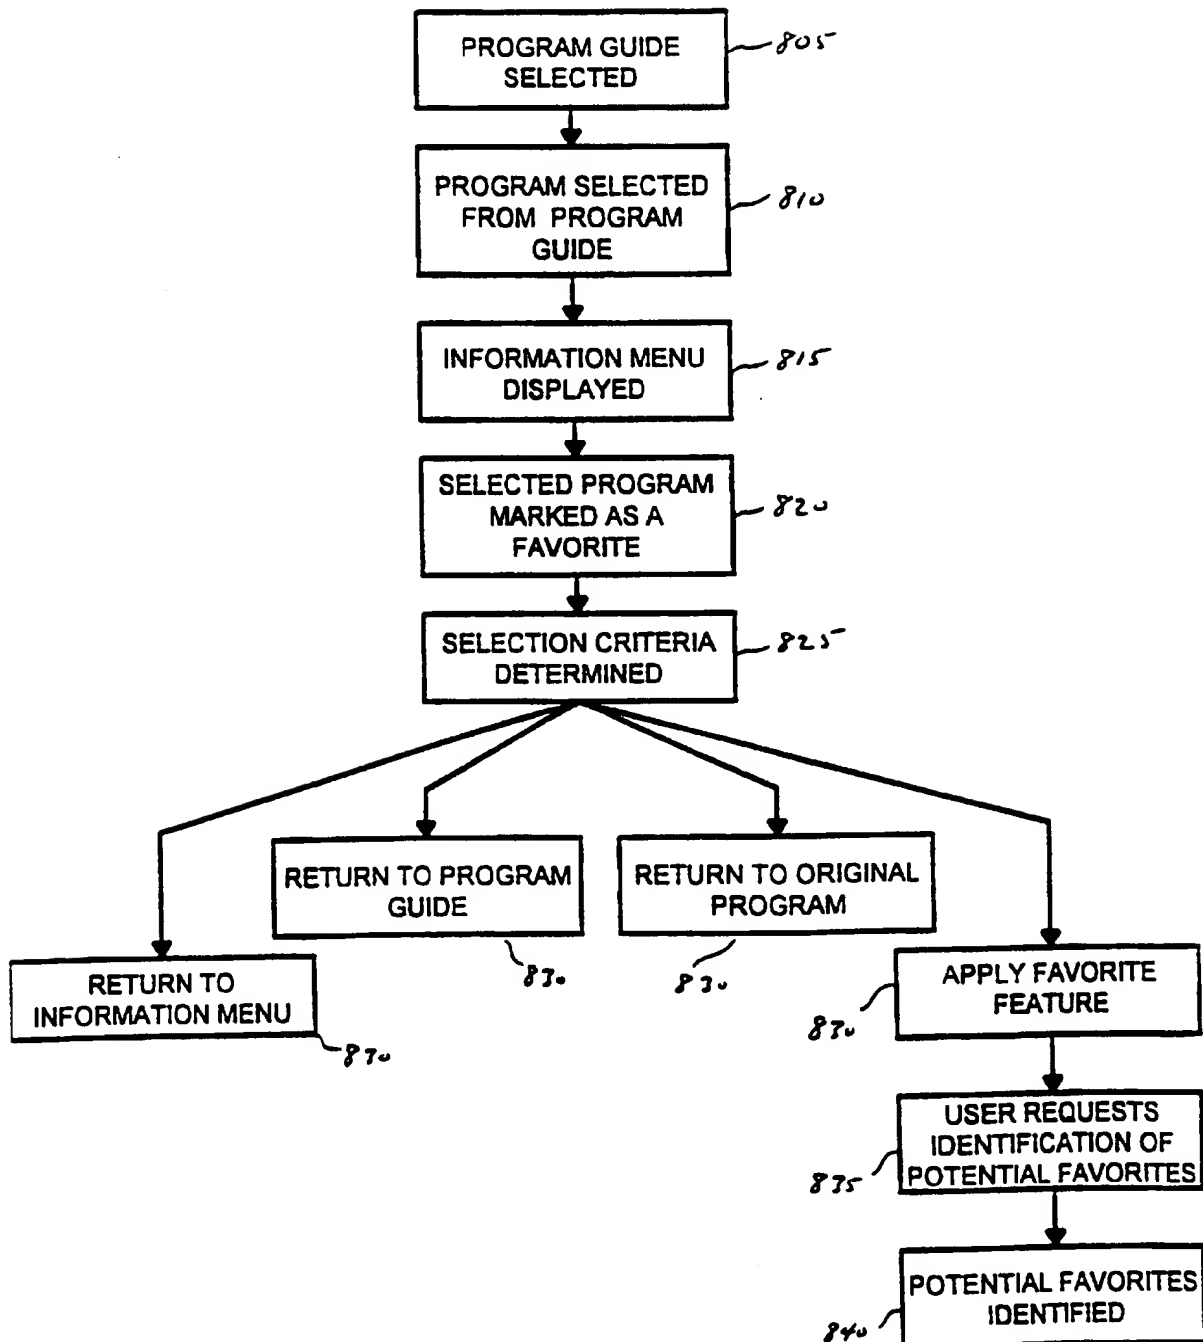 PROGRAM GUIDE
SELECTED
805
PROGRAM SELECTED
FROM PROGRAM
GUIDE
810
INFORMATION MENU
DISPLAYED
815
SELECTED PROGRAM
MARKED AS A
FAVORITE
820
SELECTION CRITERIA
DETERMINED
825
RETURN TO PROGRAM
GUIDE
830
RETURN TO ORIGINAL
PROGRAM
830
RETURN TO
INFORMATION MENU
830
APPLY FAVORITE
FEATURE
830
USER REQUESTS
IDENTIFICATION OF
POTENTIAL FAVORITES
835
POTENTIAL FAVORITES
IDENTIFIED
840